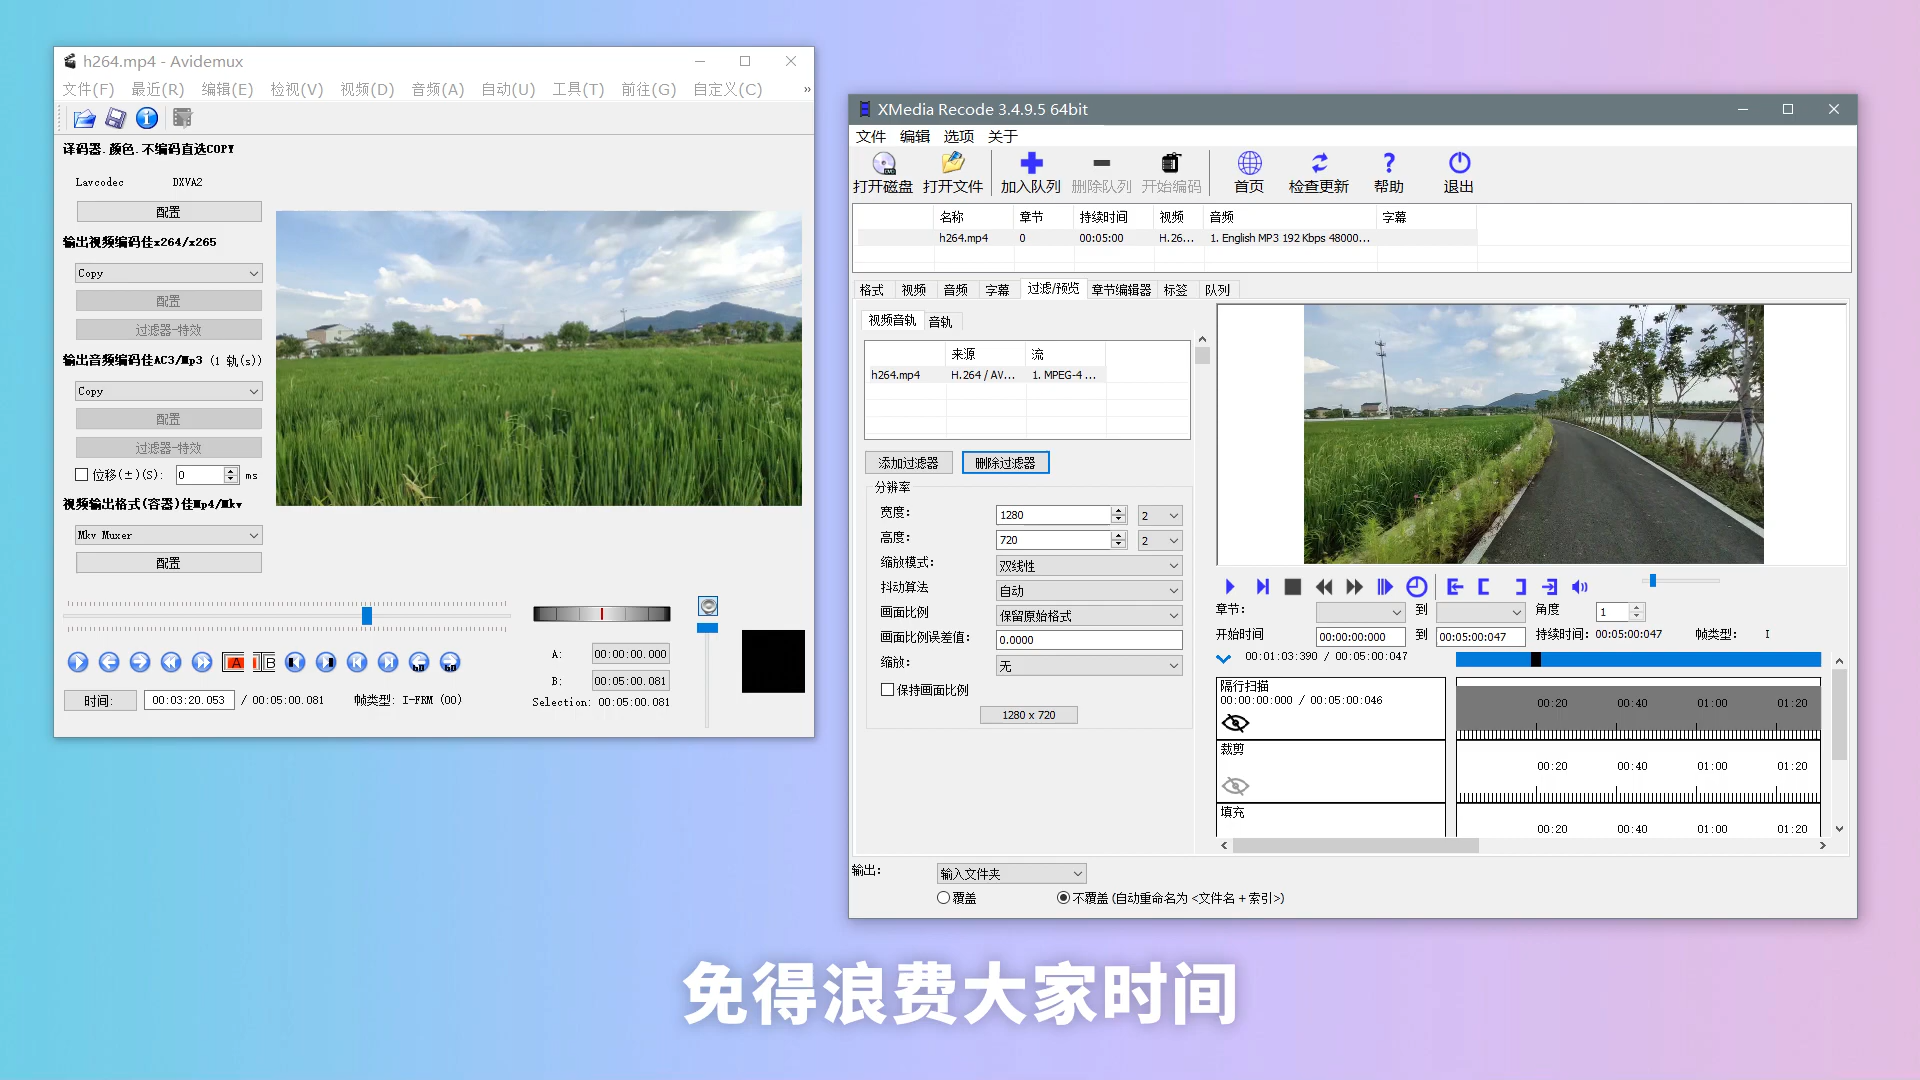 h264.mp4 - Avidemux
文件(F) 最近(R) 编辑(E) 检视(V) 视频(D) 音频(A) 自动(U) 工具(T) 前往(G) 自定义(C) »
译码器.颜色.不编码直选COPY
Lavcodec DXVA2
配置
输出视频编码佳x264/x265
Copy
配置
过滤器-特效
输出音频编码佳AC3/Mp3 (1 轨(s))
Copy
配置
过滤器-特效
位移(±)(S): 0 ms
视频输出格式(容器)佳Mp4/Mkv
Mkv Muxer
配置
A B
A: 00:00:00.000
B: 00:05:00.081
Selection: 00:05:00.081
时间: 00:03:20.053 / 00:05:00.081 帧类型: I-FRM (00)
XMedia Recode 3.4.9.5 64bit
文件 编辑 选项 关于
打开磁盘 打开文件 加入队列 删除队列 开始编码 首页 检查更新 帮助 退出
名称 章节 持续时间 视频 音频 字幕
h264.mp4 0 00:05:00 H.26... 1. English MP3 192 Kbps 48000...
格式 视频 音频 字幕 过滤/预览 章节编辑器 标签 队列
视频音轨 音轨
来源 流
h264.mp4 H.264 / AV... 1. MPEG-4 ...
添加过滤器 删除过滤器
分辨率
宽度: 1280 2
高度: 720 2
缩放模式: 双线性
抖动算法 自动
画面比例 保留原始格式
画面比例误差值: 0.0000
缩放: 无
保持画面比例
1280 x 720
章节: 到 角度 1
开始时间 00:00:00:000 到 00:05:00:047 持续时间: 00:05:00:047 帧类型: I
00:01:03:390 / 00:05:00:047
隔行扫描
00:00:00:000 / 00:05:00:046
00:20 00:40 01:00 01:20
裁剪
00:20 00:40 01:00 01:20
填充
00:20 00:40 01:00 01:20
输出: 输入文件夹
覆盖 不覆盖 (自动重命名为 <文件名 + 索引>)
免得浪费大家时间